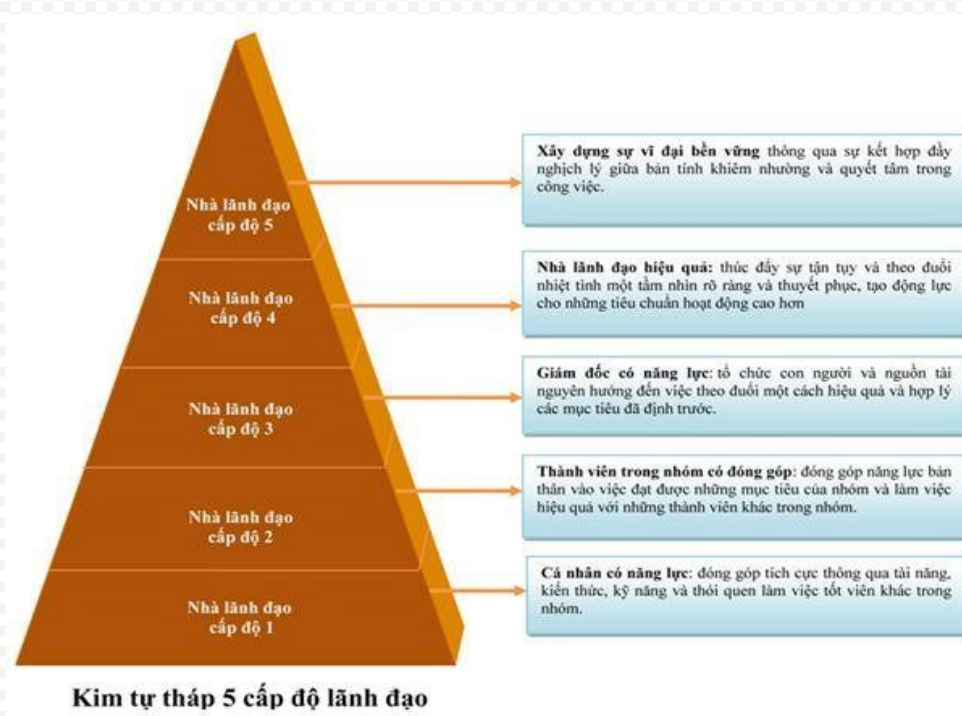 Nhà lãnh đạo
cấp độ 5
Xây dựng sự vĩ đại bền vững thông qua sự kết hợp đầy
nghịch lý giữa bản tính khiêm nhường và quyết tâm trong
công việc.
Nhà lãnh đạo
cấp độ 4
Nhà lãnh đạo hiệu quả: thúc đẩy sự tận tụy và theo đuổi
nhiệt tình một tầm nhìn rõ ràng và thuyết phục, tạo động lực
cho những tiêu chuẩn hoạt động cao hơn
Nhà lãnh đạo
cấp độ 3
Giám đốc có năng lực: tổ chức con người và nguồn tài
nguyên hướng đến việc theo đuổi một cách hiệu quả và hợp lý
các mục tiêu đã định trước.
Nhà lãnh đạo
cấp độ 2
Thành viên trong nhóm có đóng góp: đóng góp năng lực bản
thân vào việc đạt được những mục tiêu của nhóm và làm việc
hiệu quả với những thành viên khác trong nhóm.
Nhà lãnh đạo
cấp độ 1
Cá nhân có năng lực: đóng góp tích cực thông qua tài năng,
kiến thức, kỹ năng và thói quen làm việc tốt viên khác trong
nhóm.
Kim tự tháp 5 cấp độ lãnh đạo